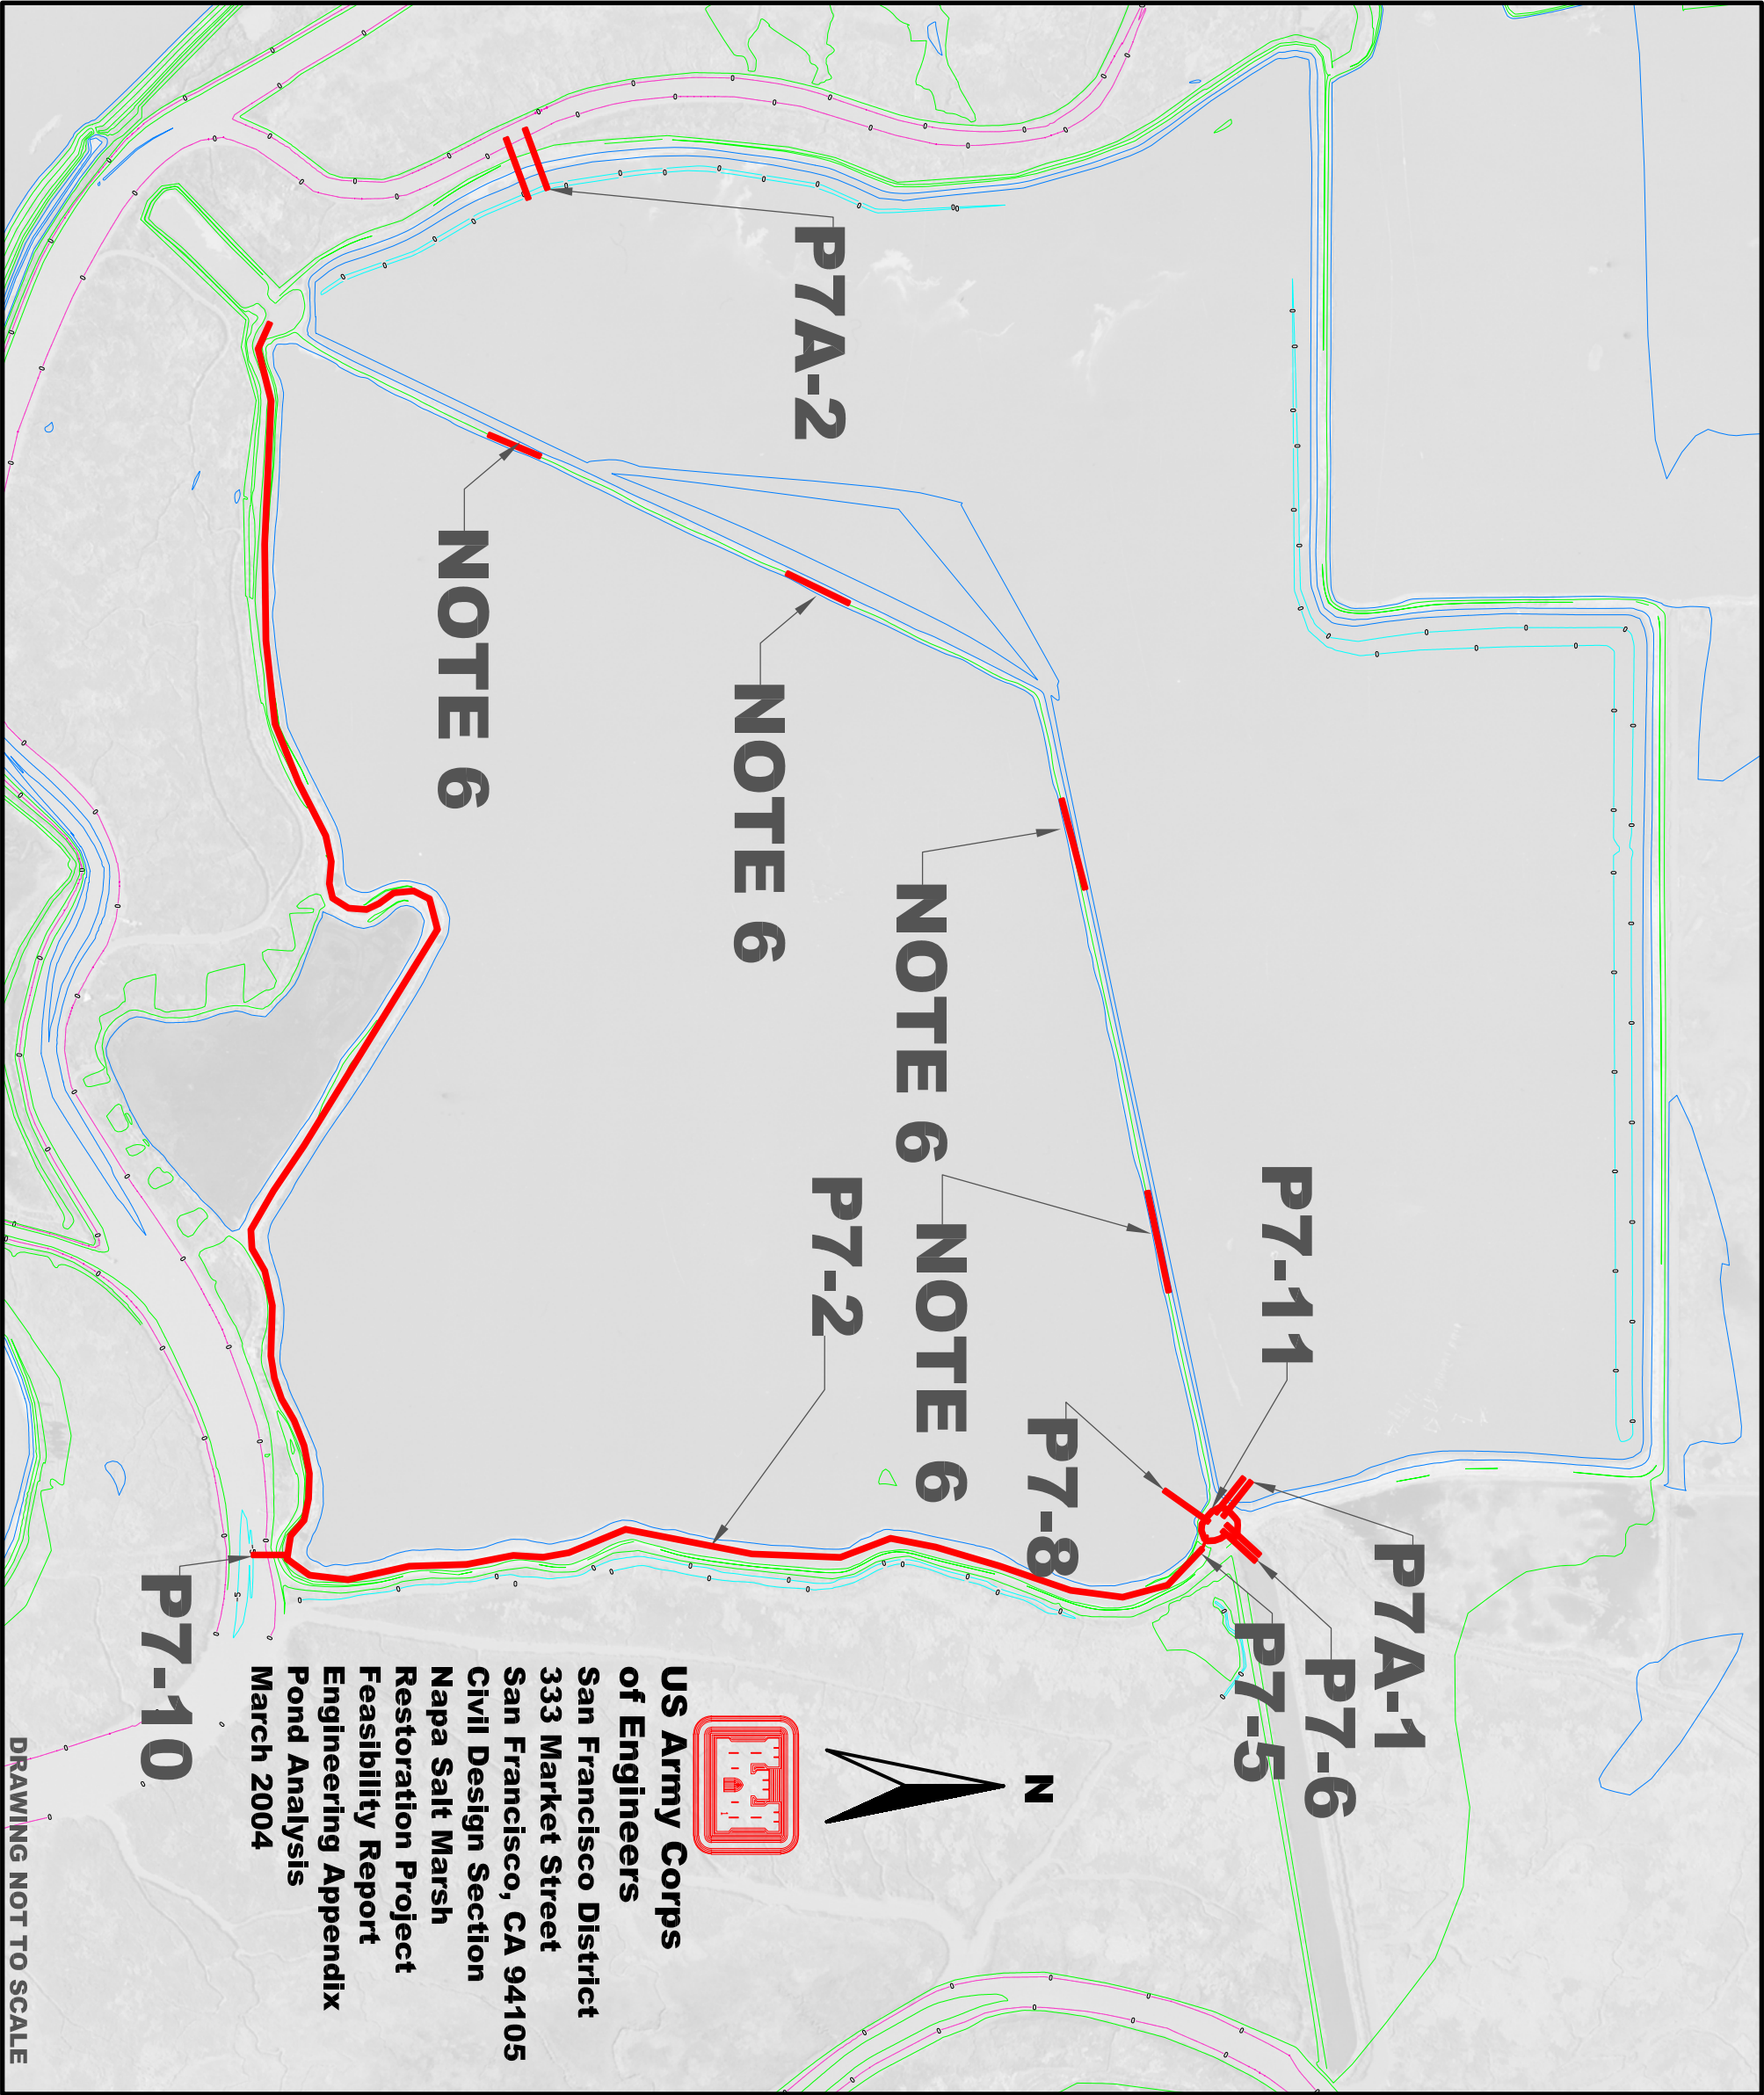 P7A-2
NOTE 6
NOTE 6
NOTE 6
NOTE 6
P7-11
P7-2
P7-8
P7A-1
P7-6
P7-5
P7-10
N
US Army Corps
of Engineers
San Francisco District
333 Market Street
San Francisco, CA 94105
Civil Design Section
Napa Salt Marsh
Restoration Project
Feasibility Report
Engineering Appendix
Pond Analysis
March 2004
DRAWING NOT TO SCALE